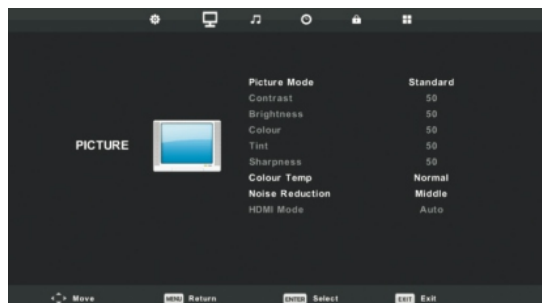 Picture Mode Standard
Contrast 50
Brightness 50
Colour 50
PICTURE
Tint 50
Sharpness 50
Colour Temp Normal
Noise Reduction Middle
HDMI Mode Auto
Move MENU Return ENTER Select EXIT Exit